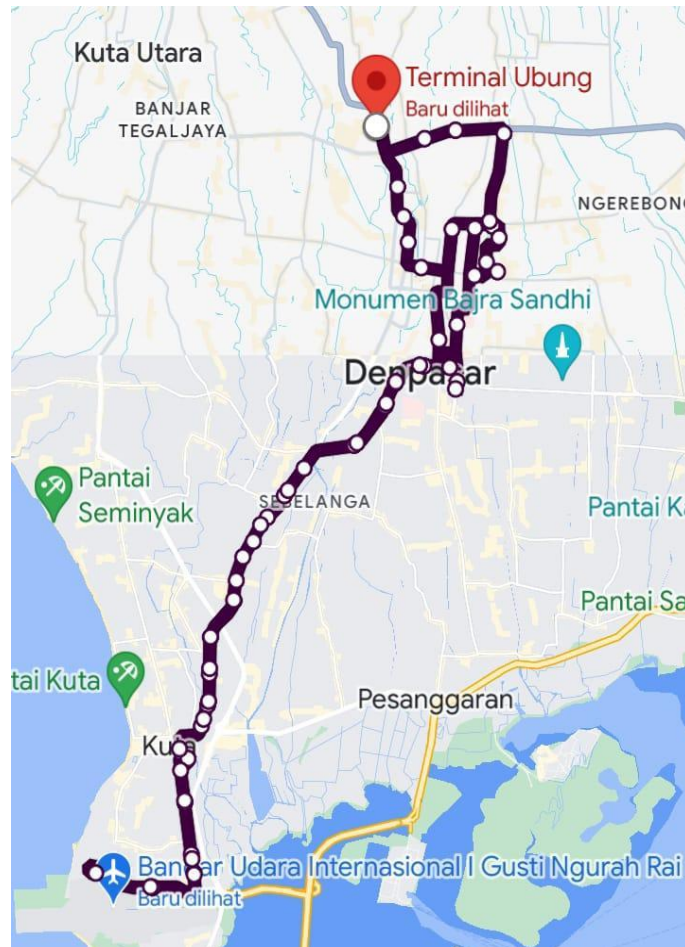 Kuta Utara
Terminal Ubung
Baru dilihat
BANJAR
TEGALJAYA
NGEREBONG
Monumen Bajra Sandhi
Denpasar
Pantai
Seminyak
SEBELANGA
Pantai Ka
Pantai Sa
tai Kuta
Pesanggaran
Kuta
Bandar Udara Internasional I Gusti Ngurah Rai
Baru dilihat